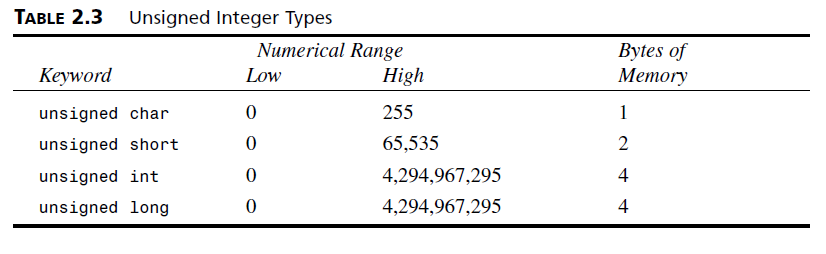 TABLE 2.3 Unsigned Integer Types
Numerical Range Bytes of
Keyword Low High Memory
unsigned char 0 255 1
unsigned short 0 65,535 2
unsigned int 0 4,294,967,295 4
unsigned long 0 4,294,967,295 4